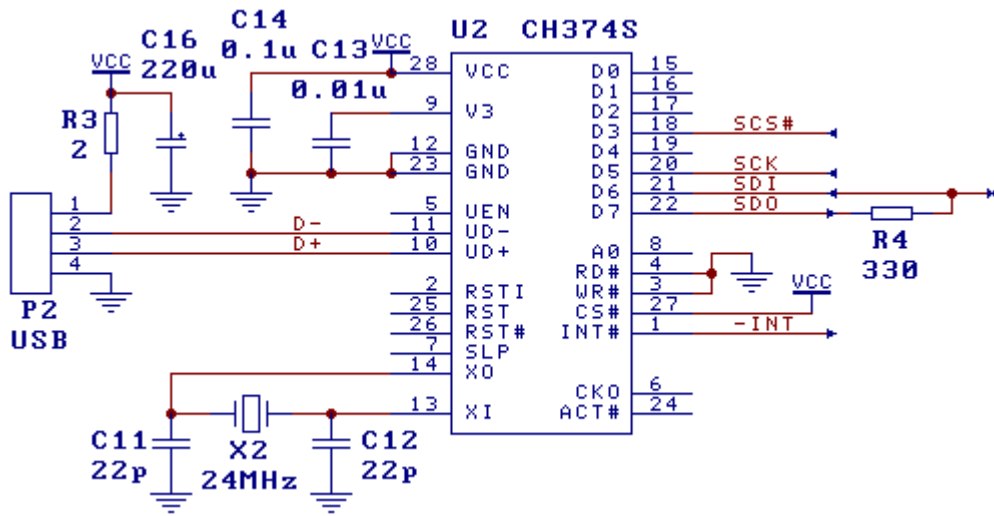 U2 CH374S
C14
0.1u
C13
0.01u
VCC
C16
220u
VCC
R3
2
28 VCC
9 V3
12 GND
23 GND
5 UEN
11 UD-
10 UD+
2 RSTI
25 RST
26 RST#
7 SLP
14 XO
13 XI
D0 15
D1 16
D2 17
D3 18 SCS#
D4 19
D5 20 SCK
D6 21 SDI
D7 22 SDO
A0 8
RD# 4
WR# 3
CS# 27
INT# 1 -INT
CKO 6
ACT# 24
R4
330
VCC
D-
D+
1
2
3
4
P2
USB
C11
22p
X2
24MHz
C12
22p